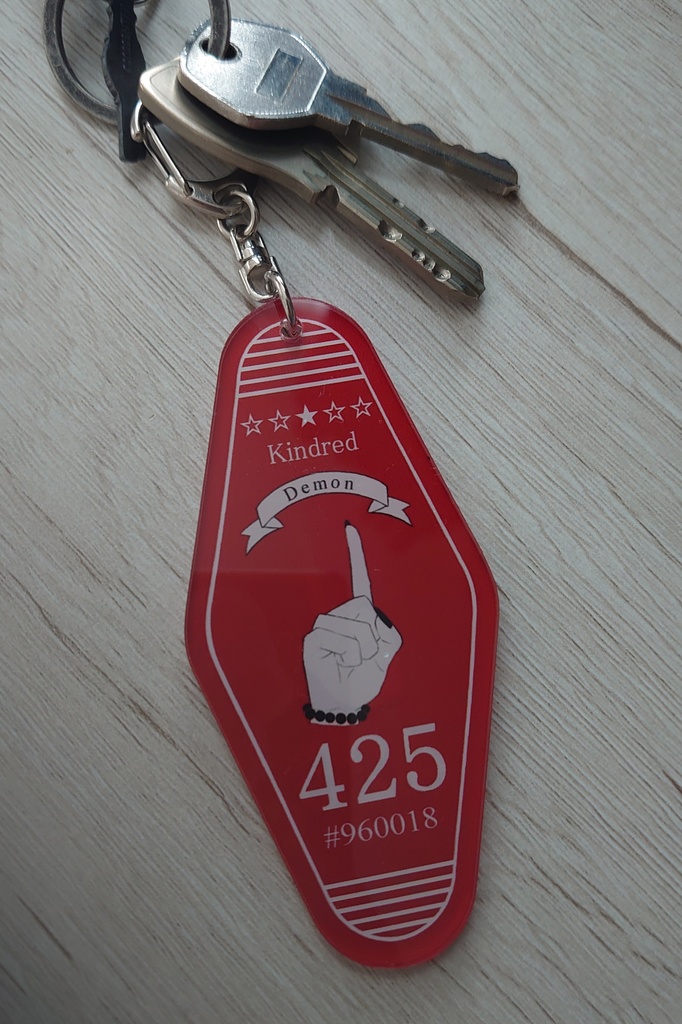 ☆☆★☆☆
Kindred
Demon
425
#960018